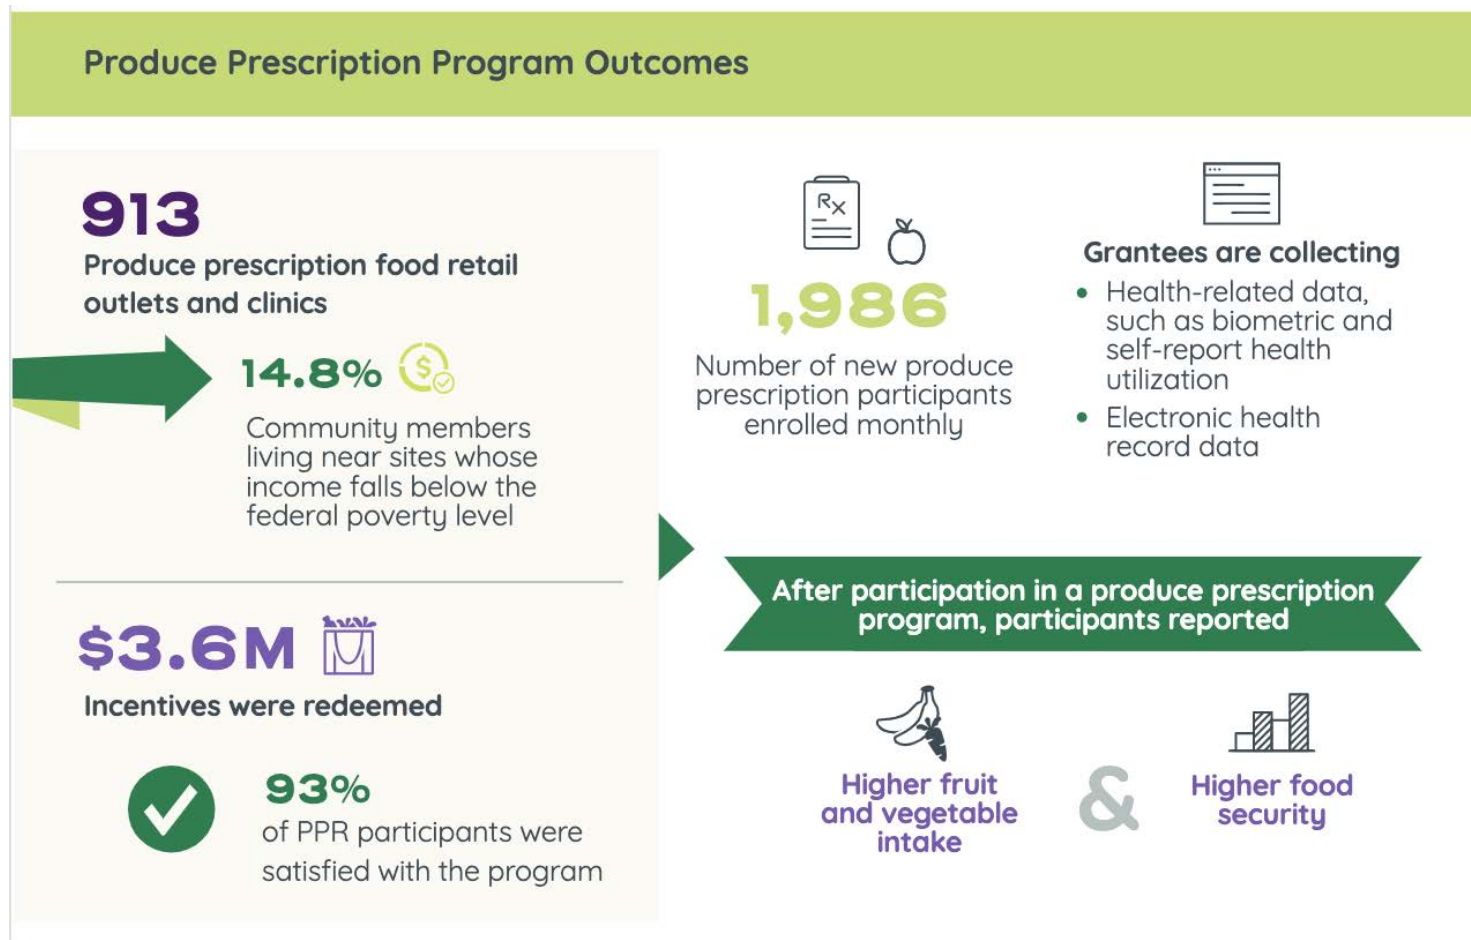 Produce Prescription Program Outcomes
913
Produce prescription food retail
outlets and clinics
14.8%
$
Community members
living near sites whose
income falls below the
federal poverty level
$3.6M
Incentives were redeemed
93%
of PPR participants were
satisfied with the program
Rx
1,986
Number of new produce
prescription participants
enrolled monthly
Grantees are collecting
• Health-related data,
such as biometric and
self-report health
utilization
• Electronic health
record data
After participation in a produce prescription
program, participants reported
Higher fruit
and vegetable
intake
&
Higher food
security